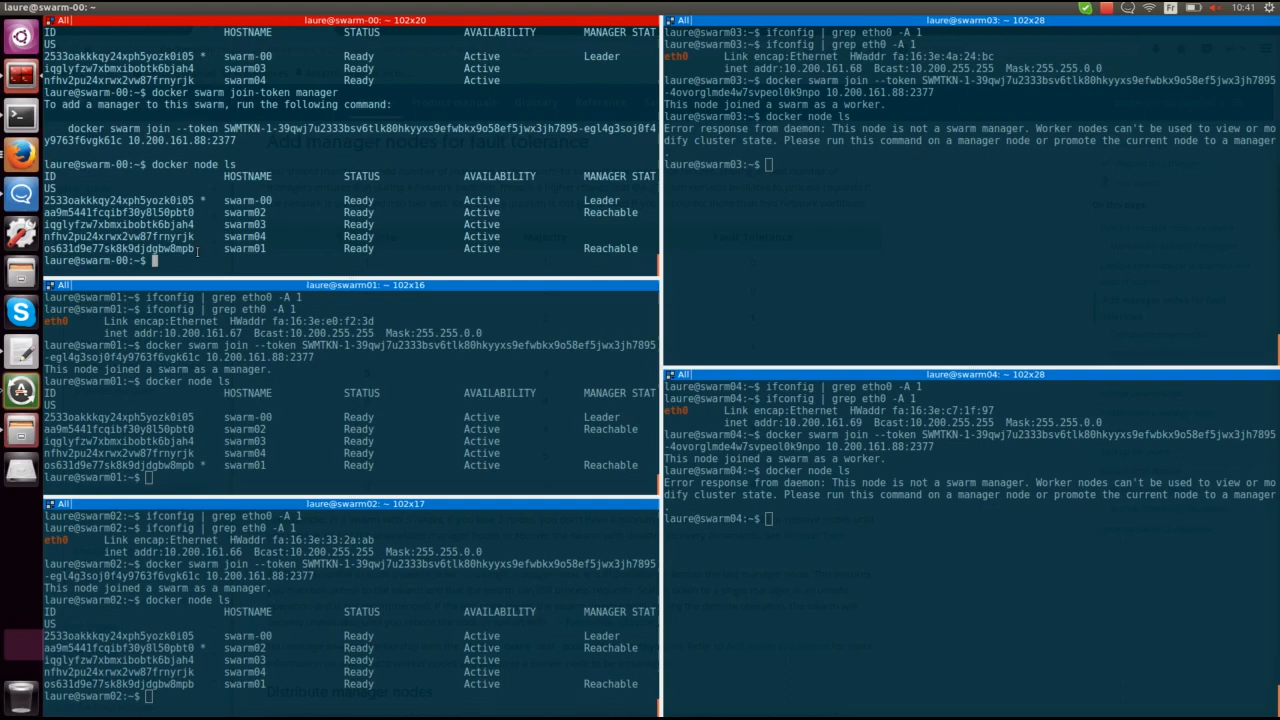 laure@swarm-00: ~
Fr
10:41
All
laure@swarm-00: ~ 102x20
ID HOSTNAME STATUS AVAILABILITY MANAGER STAT
US
2533oakkkqy24xph5yozk0i05 * swarm-00 Ready Active Leader
iqglyfzw7xbmxibobtk6bjah4 swarm03 Ready Active
nfhv2pu24xrwx2vw87frnyrjk swarm04 Ready Active
laure@swarm-00:~$ docker swarm join-token manager
To add a manager to this swarm, run the following command:
docker swarm join --token SWMTKN-1-39qwj7u2333bsv6tlk80hkyyxs9efwbkx9o58ef5jwx3jh7895-egl4g3soj0f4
y9763f6vgk61c 10.200.161.88:2377
laure@swarm-00:~$ docker node ls
ID HOSTNAME STATUS AVAILABILITY MANAGER STAT
US
2533oakkkqy24xph5yozk0i05 * swarm-00 Ready Active Leader
aa9m5441fcqibf30y8l50pbt0 swarm02 Ready Active Reachable
iqglyfzw7xbmxibobtk6bjah4 swarm03 Ready Active
nfhv2pu24xrwx2vw87frnyrjk swarm04 Ready Active
os631d9e77sk8k9djdgbw8mpb swarm01 Ready Active Reachable
laure@swarm-00:~$
All
laure@swarm01: ~ 102x16
laure@swarm01:~$ ifconfig | grep etho0 -A 1
laure@swarm01:~$ ifconfig | grep eth0 -A 1
eth0 Link encap:Ethernet HWaddr fa:16:3e:e0:f2:3d
inet addr:10.200.161.67 Bcast:10.200.255.255 Mask:255.255.0.0
laure@swarm01:~$ docker swarm join --token SWMTKN-1-39qwj7u2333bsv6tlk80hkyyxs9efwbkx9o58ef5jwx3jh7895
-egl4g3soj0f4y9763f6vgk61c 10.200.161.88:2377
This node joined a swarm as a manager.
laure@swarm01:~$ docker node ls
ID HOSTNAME STATUS AVAILABILITY MANAGER STAT
US
2533oakkkqy24xph5yozk0i05 swarm-00 Ready Active Leader
aa9m5441fcqibf30y8l50pbt0 swarm02 Ready Active Reachable
iqglyfzw7xbmxibobtk6bjah4 swarm03 Ready Active
nfhv2pu24xrwx2vw87frnyrjk swarm04 Ready Active
os631d9e77sk8k9djdgbw8mpb * swarm01 Ready Active Reachable
laure@swarm01:~$
All
laure@swarm02: ~ 102x17
laure@swarm02:~$ ifconfig | grep etho0 -A 1
laure@swarm02:~$ ifconfig | grep eth0 -A 1
eth0 Link encap:Ethernet HWaddr fa:16:3e:33:2a:ab
inet addr:10.200.161.66 Bcast:10.200.255.255 Mask:255.255.0.0
laure@swarm02:~$ docker swarm join --token SWMTKN-1-39qwj7u2333bsv6tlk80hkyyxs9efwbkx9o58ef5jwx3jh7895
-egl4g3soj0f4y9763f6vgk61c 10.200.161.88:2377
This node joined a swarm as a manager.
laure@swarm02:~$ docker node ls
ID HOSTNAME STATUS AVAILABILITY MANAGER STAT
US
2533oakkkqy24xph5yozk0i05 swarm-00 Ready Active Leader
aa9m5441fcqibf30y8l50pbt0 * swarm02 Ready Active Reachable
iqglyfzw7xbmxibobtk6bjah4 swarm03 Ready Active
nfhv2pu24xrwx2vw87frnyrjk swarm04 Ready Active
os631d9e77sk8k9djdgbw8mpb swarm01 Ready Active Reachable
laure@swarm02:~$
All
laure@swarm03: ~ 102x28
laure@swarm03:~$ ifconfig | grep etho0 -A 1
laure@swarm03:~$ ifconfig | grep eth0 -A 1
eth0 Link encap:Ethernet HWaddr fa:16:3e:4a:24:bc
inet addr:10.200.161.68 Bcast:10.200.255.255 Mask:255.255.0.0
laure@swarm03:~$ docker swarm join --token SWMTKN-1-39qwj7u2333bsv6tlk80hkyyxs9efwbkx9o58ef5jwx3jh7895
-4ovorglmde4w7svpeol0k9npo 10.200.161.88:2377
This node joined a swarm as a worker.
laure@swarm03:~$ docker node ls
Error response from daemon: This node is not a swarm manager. Worker nodes can't be used to view or mo
dify cluster state. Please run this command on a manager node or promote the current node to a manager
.
laure@swarm03:~$
All
laure@swarm04: ~ 102x28
laure@swarm04:~$ ifconfig | grep etho0 -A 1
laure@swarm04:~$ ifconfig | grep eth0 -A 1
eth0 Link encap:Ethernet HWaddr fa:16:3e:c7:1f:97
inet addr:10.200.161.69 Bcast:10.200.255.255 Mask:255.255.0.0
laure@swarm04:~$ docker swarm join --token SWMTKN-1-39qwj7u2333bsv6tlk80hkyyxs9efwbkx9o58ef5jwx3jh7895
-4ovorglmde4w7svpeol0k9npo 10.200.161.88:2377
This node joined a swarm as a worker.
laure@swarm04:~$ docker node ls
Error response from daemon: This node is not a swarm manager. Worker nodes can't be used to view or mo
dify cluster state. Please run this command on a manager node or promote the current node to a manager
.
laure@swarm04:~$
Add manager nodes for fault tolerance
Distribute manager nodes